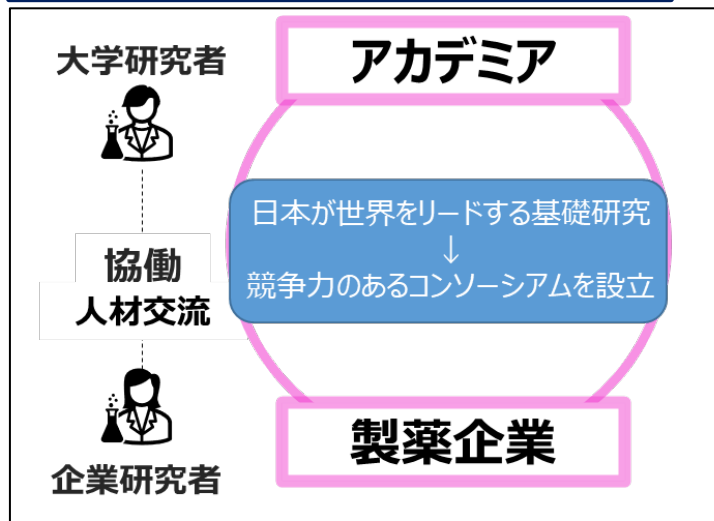 大学研究者
アカデミア
日本が世界をリードする基礎研究
↓
競争力のあるコンソーシアムを設立
協働
人材交流
製薬企業
企業研究者